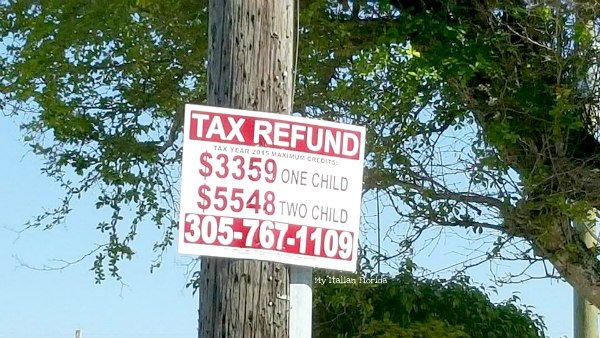 TAX REFUND
TAX YEAR 2015 MAXIMUM CREDITS:
$3359 ONE CHILD
$5548 TWO CHILD
305-767-1109
My Italian Florida